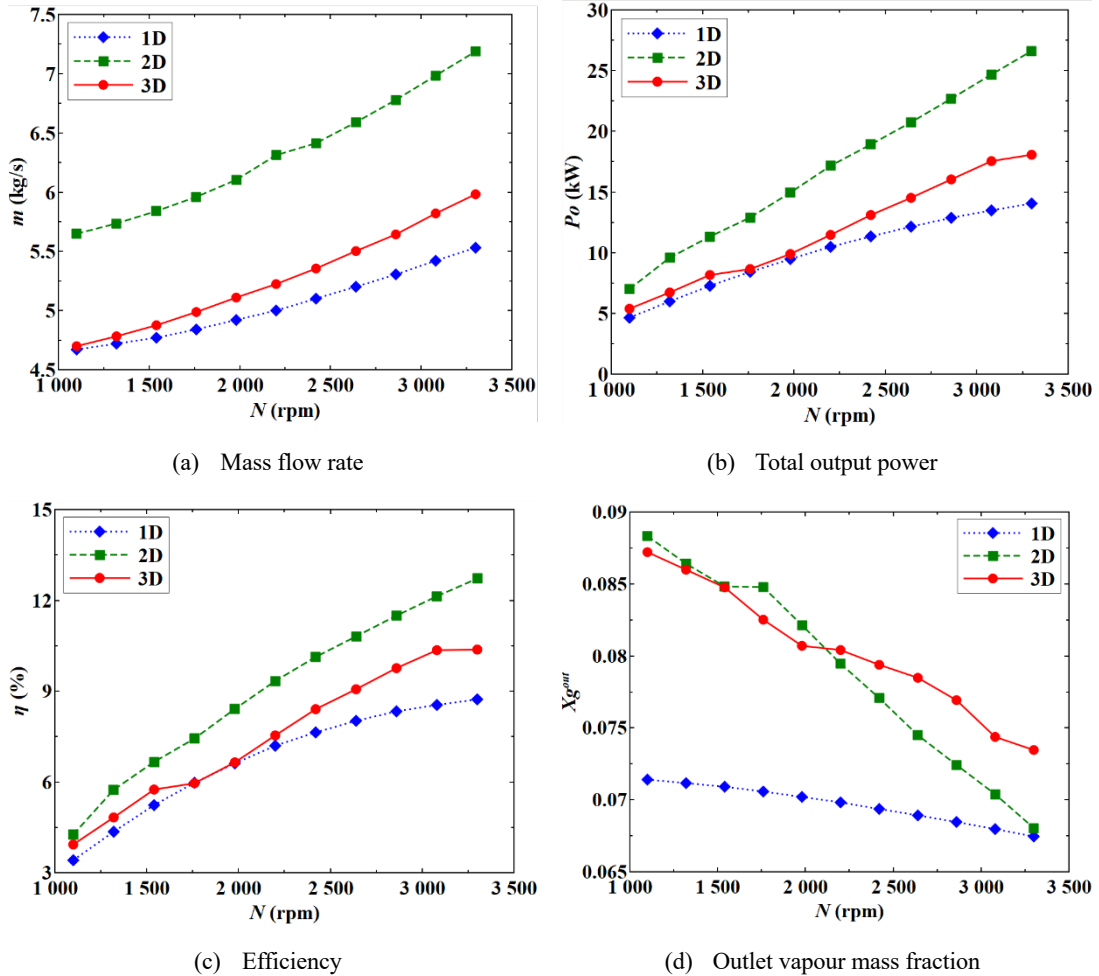 7.5
7
6.5
6
5.5
5
4.5
m (kg/s)
1D
2D
3D
1 000
1 500
2 000
2 500
3 000
3 500
N (rpm)
(a) Mass flow rate
30
25
20
15
10
5
0
Po (kW)
1D
2D
3D
1 000
1 500
2 000
2 500
3 000
3 500
N (rpm)
(b) Total output power
15
12
9
6
3
η (%)
1D
2D
3D
1 000
1 500
2 000
2 500
3 000
3 500
N (rpm)
(c) Efficiency
0.09
0.085
0.08
0.075
0.07
0.065
Xg^out
1D
2D
3D
1 000
1 500
2 000
2 500
3 000
3 500
N (rpm)
(d) Outlet vapour mass fraction